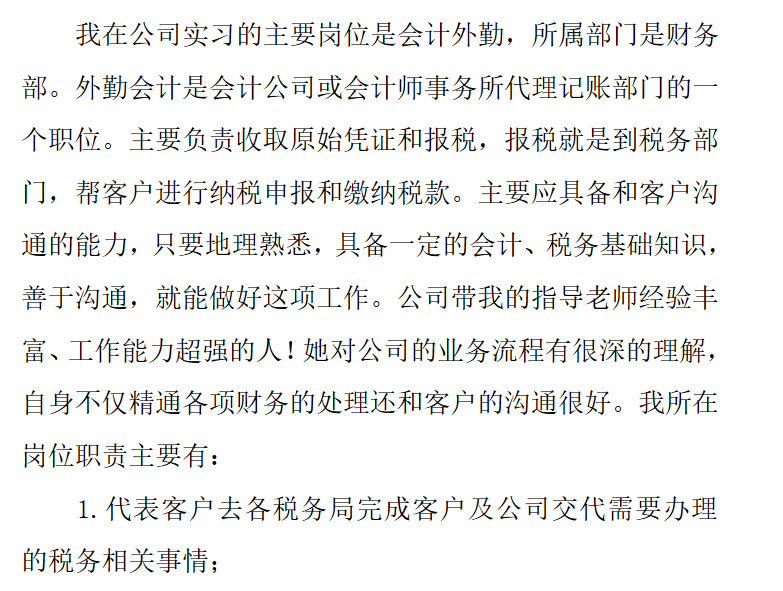 我在公司实习的主要岗位是会计外勤，所属部门是财务
部。外勤会计是会计公司或会计师事务所代理记账部门的一
个职位。主要负责收取原始凭证和报税，报税就是到税务部
门，帮客户进行纳税申报和缴纳税款。主要应具备和客户沟
通的能力，只要地理熟悉，具备一定的会计、税务基础知识，
善于沟通，就能做好这项工作。公司带我的指导老师经验丰
富、工作能力超强的人！她对公司的业务流程有很深的理解，
自身不仅精通各项财务的处理还和客户的沟通很好。我所在
岗位职责主要有：
1.代表客户去各税务局完成客户及公司交代需要办理
的税务相关事情；